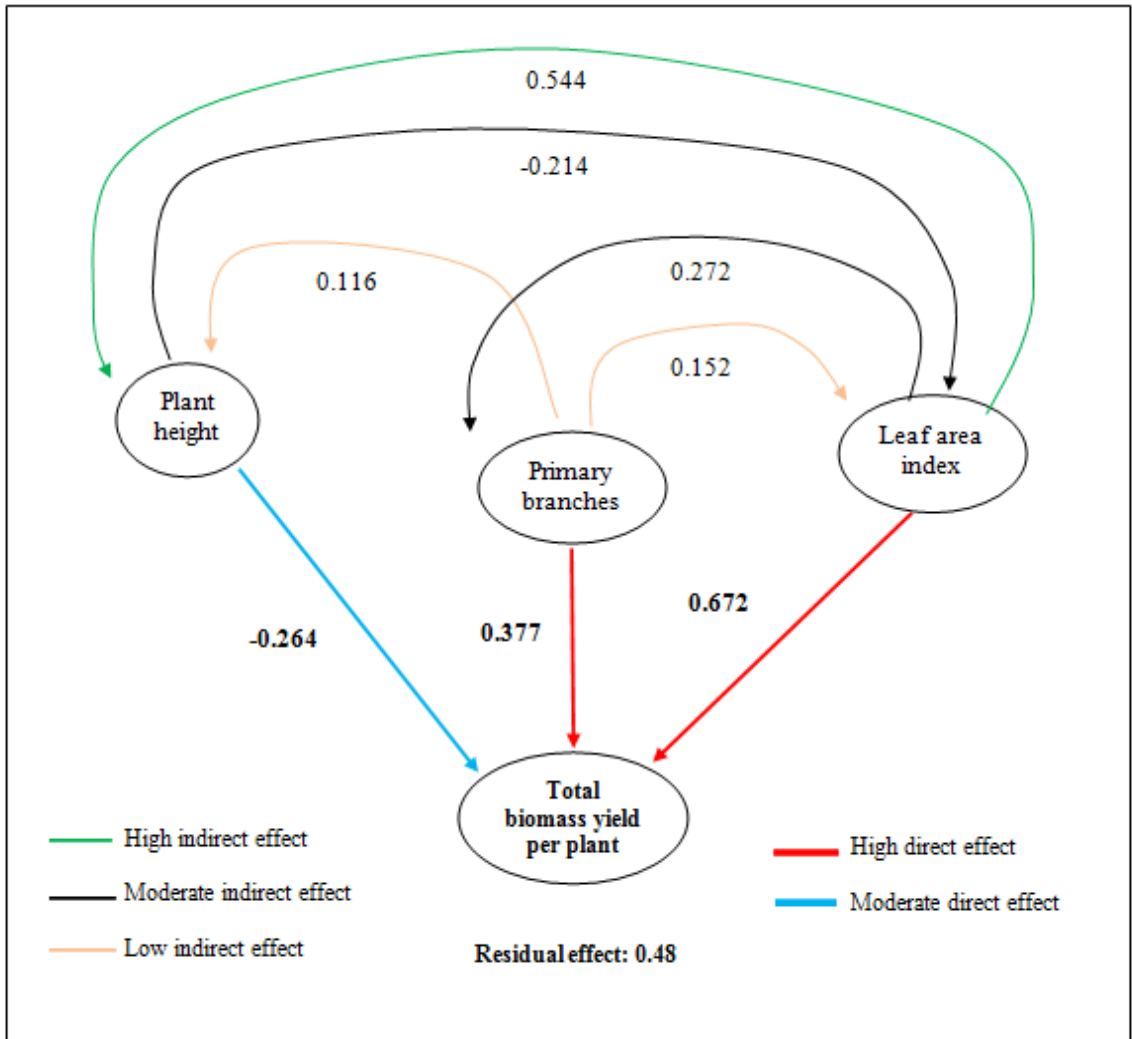 0.544
-0.214
0.116
0.272
0.152
Plant
height
Primary
branches
Leaf area
index
-0.264
0.377
0.672
Total
biomass yield
per plant
High indirect effect
Moderate indirect effect
Low indirect effect
High direct effect
Moderate direct effect
Residual effect: 0.48